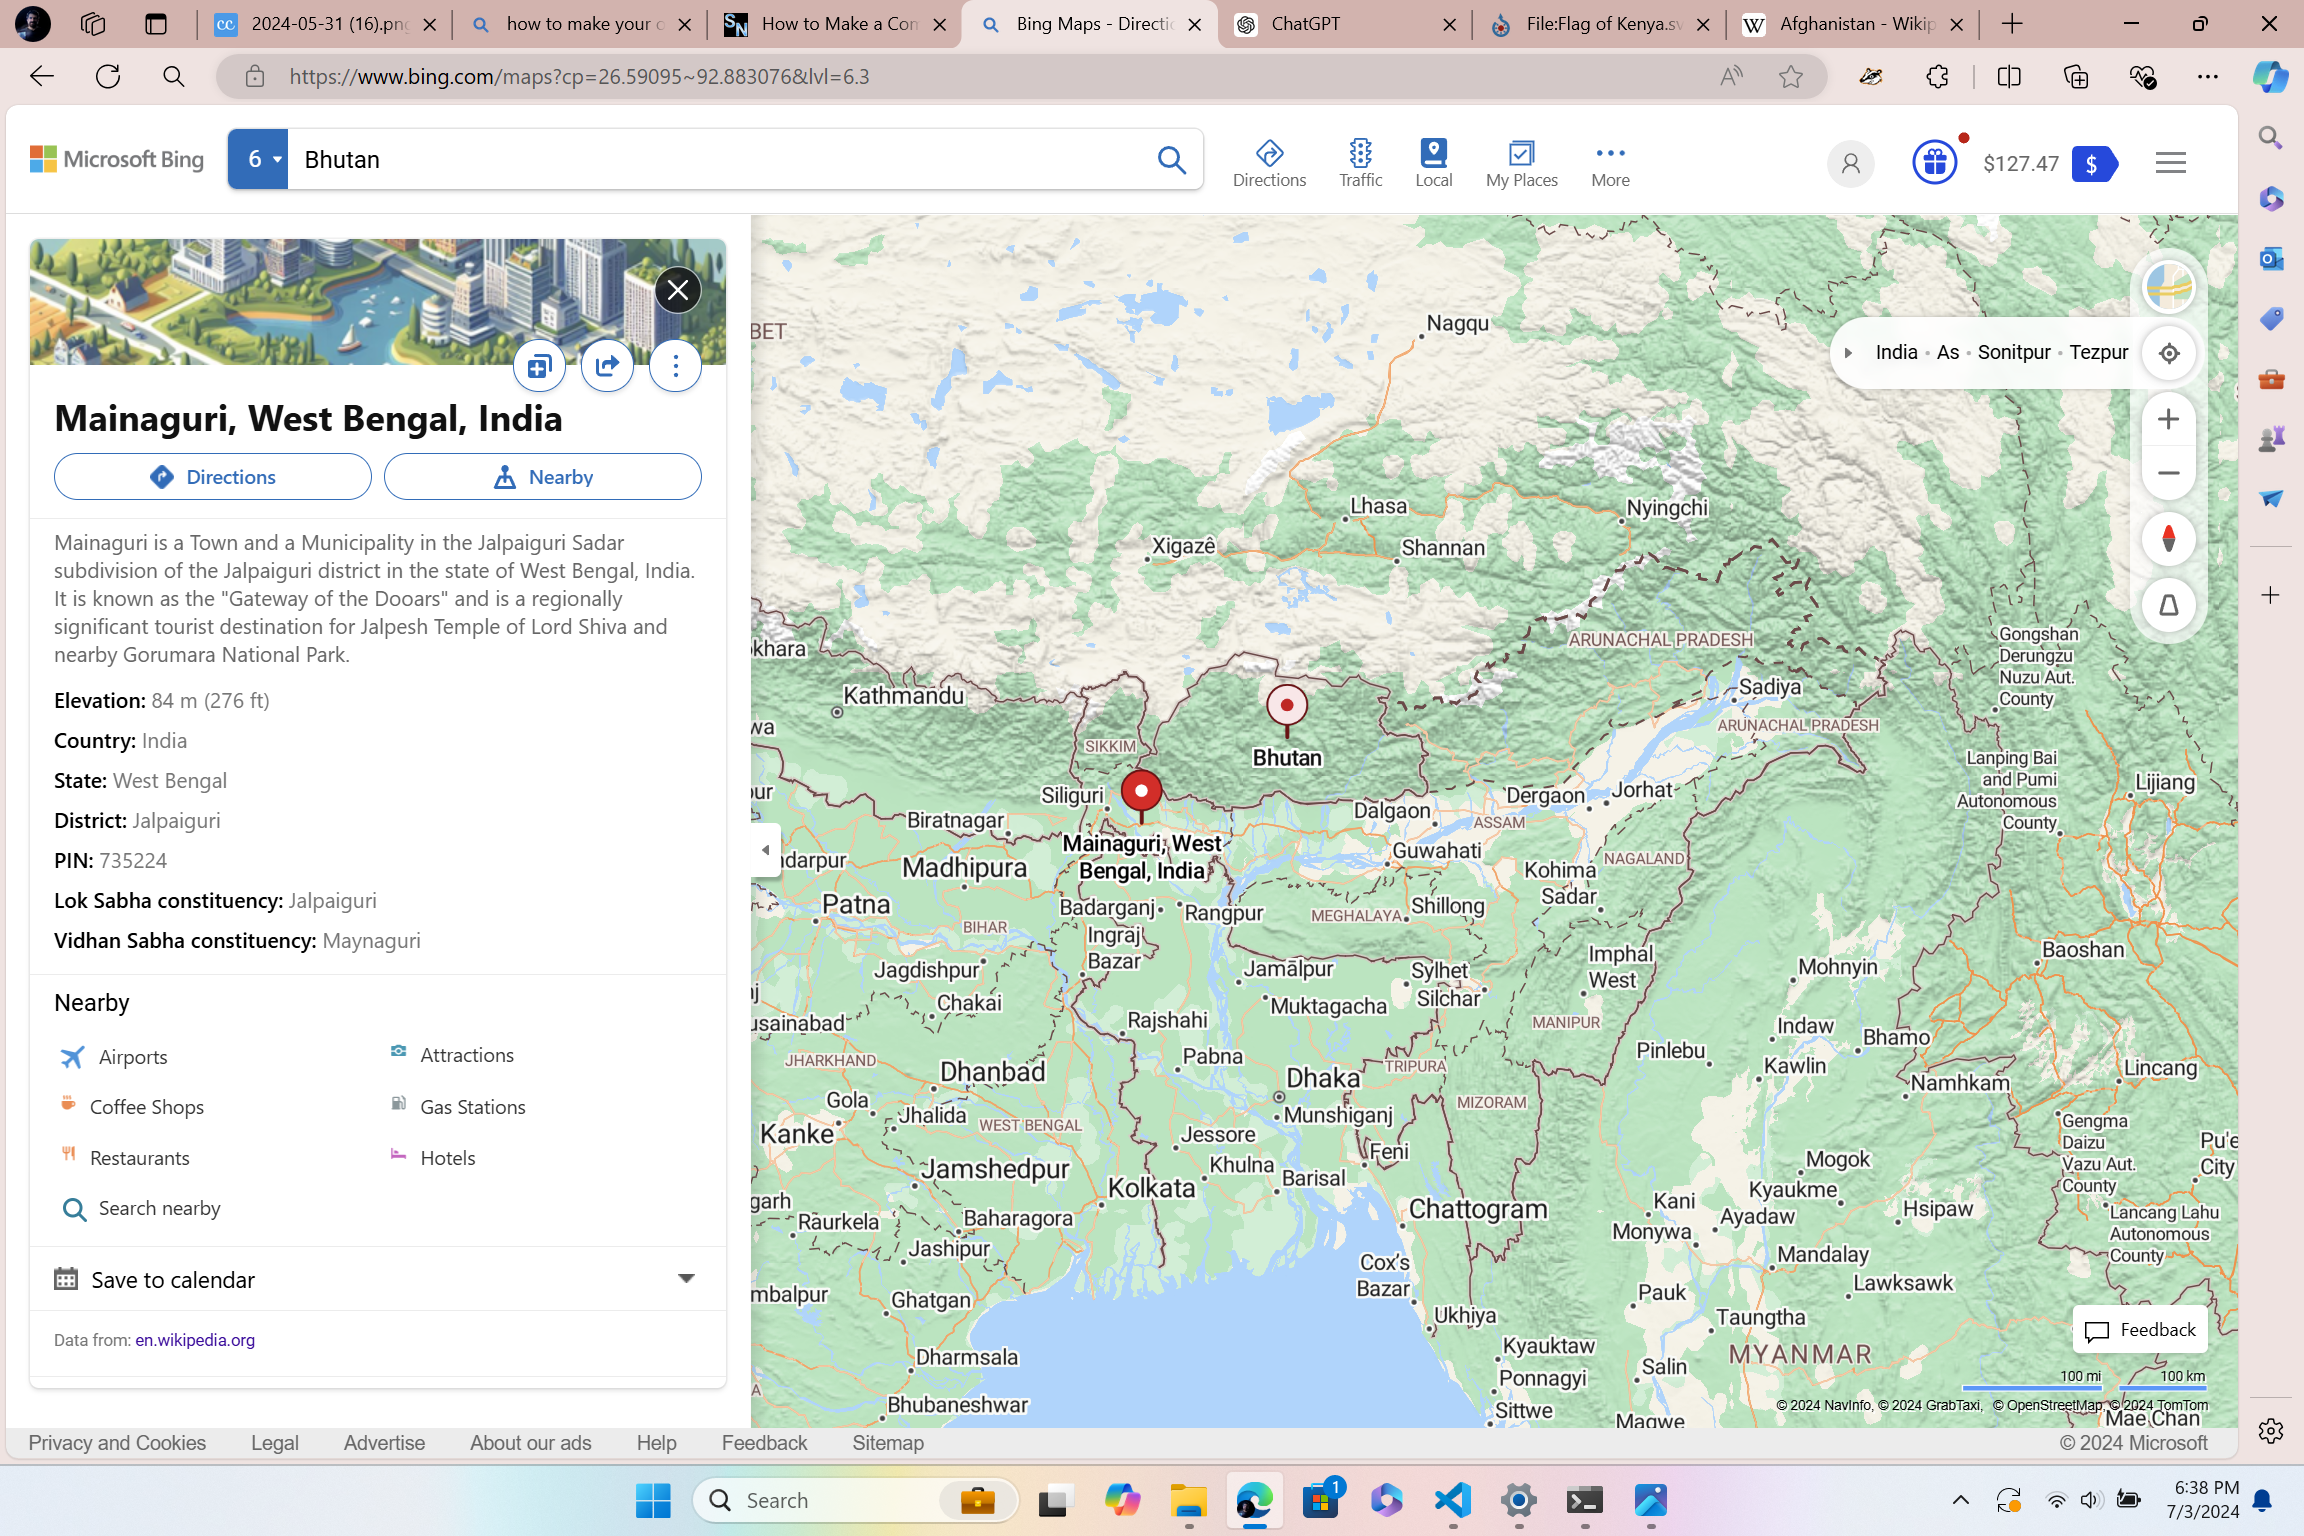 2024-05-31 (16).png
how to make your o
How to Make a Com
Bing Maps - Directio
ChatGPT
File:Flag of Kenya.sv
Afghanistan - Wikip
https://www.bing.com/maps?cp=26.59095~92.883076&lvl=6.3
Microsoft Bing
6
Bhutan
Directions
Traffic
Local
My Places
More
$127.47
Mainaguri, West Bengal, India
Directions
Nearby
Mainaguri is a Town and a Municipality in the Jalpaiguri Sadar
subdivision of the Jalpaiguri district in the state of West Bengal, India.
It is known as the "Gateway of the Dooars" and is a regionally
significant tourist destination for Jalpesh Temple of Lord Shiva and
nearby Gorumara National Park.
Elevation: 84 m (276 ft)
Country: India
State: West Bengal
District: Jalpaiguri
PIN: 735224
Lok Sabha constituency: Jalpaiguri
Vidhan Sabha constituency: Maynaguri
Nearby
Airports
Attractions
Coffee Shops
Gas Stations
Restaurants
Hotels
Search nearby
Save to calendar
Data from: en.wikipedia.org
BET
Nagqu
India • As • Sonitpur • Tezpur
Lhasa
Nyingchi
Xigazê
Shannan
ARUNACHAL PRADESH
khara
Gongshan
Derungzu
Nuzu Aut.
County
Kathmandu
Sadiya
wa
ARUNACHAL PRADESH
SIKKIM
Bhutan
Lanping Bai
and Pumi
Autonomous
County
Lijiang
ur
Siliguri
Dergaon
Jorhat
Biratnagar
Dalgaon
ASSAM
Mainaguri, West
Bengal, India
Guwahati
darpur
Madhipura
NAGALAND
Kohima
Sadar
Patna
Badarganj
Rangpur
MEGHALAYA
Shillong
BIHAR
Ingraj
Bazar
Imphal
West
Baoshan
Jagdishpur
Jamālpur
Sylhet
Mohnyin
Silchar
Chakai
Muktagacha
usainabad
Rajshahi
MANIPUR
Indaw
Bhamo
JHARKHAND
Pabna
Pinlebu
Kawlin
Dhanbad
Dhaka
TRIPURA
Lincang
Namhkam
Gola
Jhalida
Munshiganj
MIZORAM
WEST BENGAL
Kanke
Jessore
Feni
Gengma
Daizu
Vazu Aut.
County
Pu'e
City
Jamshedpur
Khulna
Barisal
Mogok
Kolkata
Kyaukme
garh
Raurkela
Baharagora
Chattogram
Kani
Ayadaw
Hsipaw
Lancang Lahu
Autonomous
County
Monywa
Jashipur
Mandalay
Cox's
Bazar
Lawksawk
mbalpur
Ghatgan
Pauk
Ukhiya
Taungtha
Feedback
Kyauktaw
MYANMAR
Dharmsala
Salin
Ponnagyi
100 mi
100 km
Bhubaneshwar
Sittwe
© 2024 NavInfo, © 2024 GrabTaxi, © OpenStreetMap, © 2024 TomTom
Magwe
Mae Chan
Privacy and Cookies
Legal
Advertise
About our ads
Help
Feedback
Sitemap
© 2024 Microsoft
Search
1
6:38 PM
7/3/2024